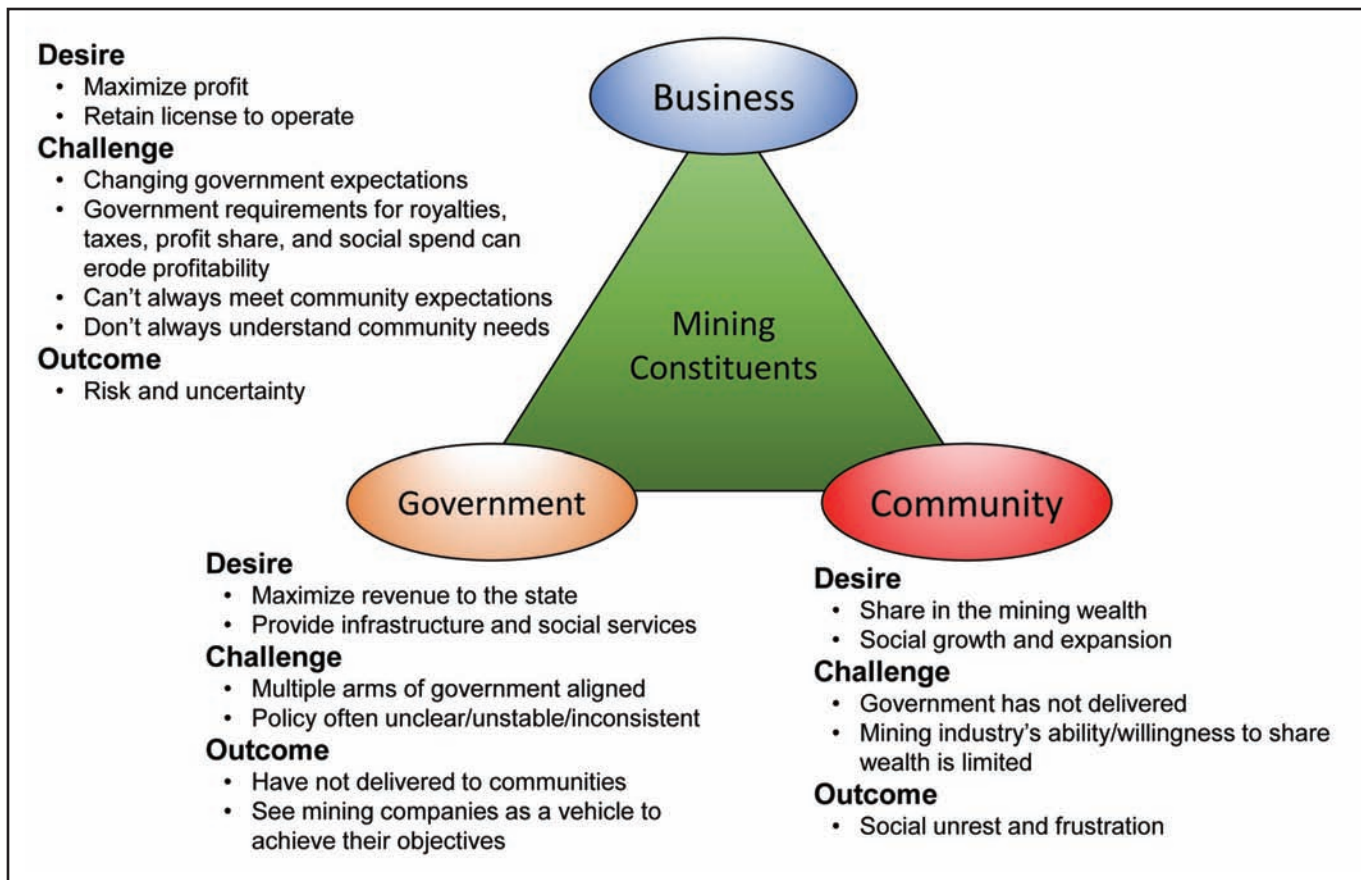 Business
Desire
• Maximize profit
• Retain license to operate
Challenge
• Changing government expectations
• Government requirements for royalties,
taxes, profit share, and social spend can
erode profitability
• Can’t always meet community expectations
• Don’t always understand community needs
Outcome
• Risk and uncertainty
Mining
Constituents
Government
Desire
• Maximize revenue to the state
• Provide infrastructure and social services
Challenge
• Multiple arms of government aligned
• Policy often unclear/unstable/inconsistent
Outcome
• Have not delivered to communities
• See mining companies as a vehicle to
achieve their objectives
Community
Desire
• Share in the mining wealth
• Social growth and expansion
Challenge
• Government has not delivered
• Mining industry’s ability/willingness to share
wealth is limited
Outcome
• Social unrest and frustration